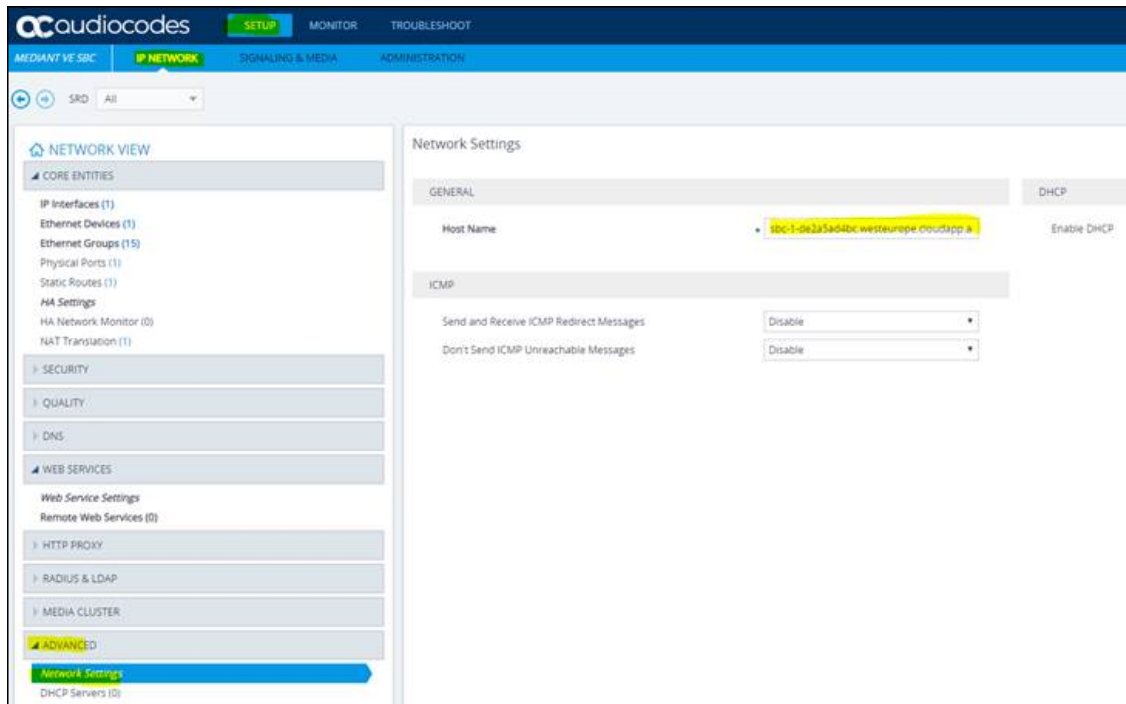 audiocodes SETUP MONITOR TROUBLESHOOT
MEDIANT VE SBC IP NETWORK SIGNALING & MEDIA ADMINISTRATION
SRD All
NETWORK VIEW
CORE ENTITIES
IP Interfaces (1)
Ethernet Devices (1)
Ethernet Groups (15)
Physical Ports (1)
Static Routes (1)
HA Settings
HA Network Monitor (0)
NAT Translation (1)
SECURITY
QUALITY
DNS
WEB SERVICES
Web Service Settings
Remote Web Services (0)
HTTP PROXY
RADIUS & LDAP
MEDIA CLUSTER
ADVANCED
Network Settings
DHCP Servers (0)
Network Settings
GENERAL
Host Name sbc-1-de2a5ad4bc.westeurope.cloudapp.a
ICMP
Send and Receive ICMP Redirect Messages Disable
Don't Send ICMP Unreachable Messages Disable
DHCP
Enable DHCP